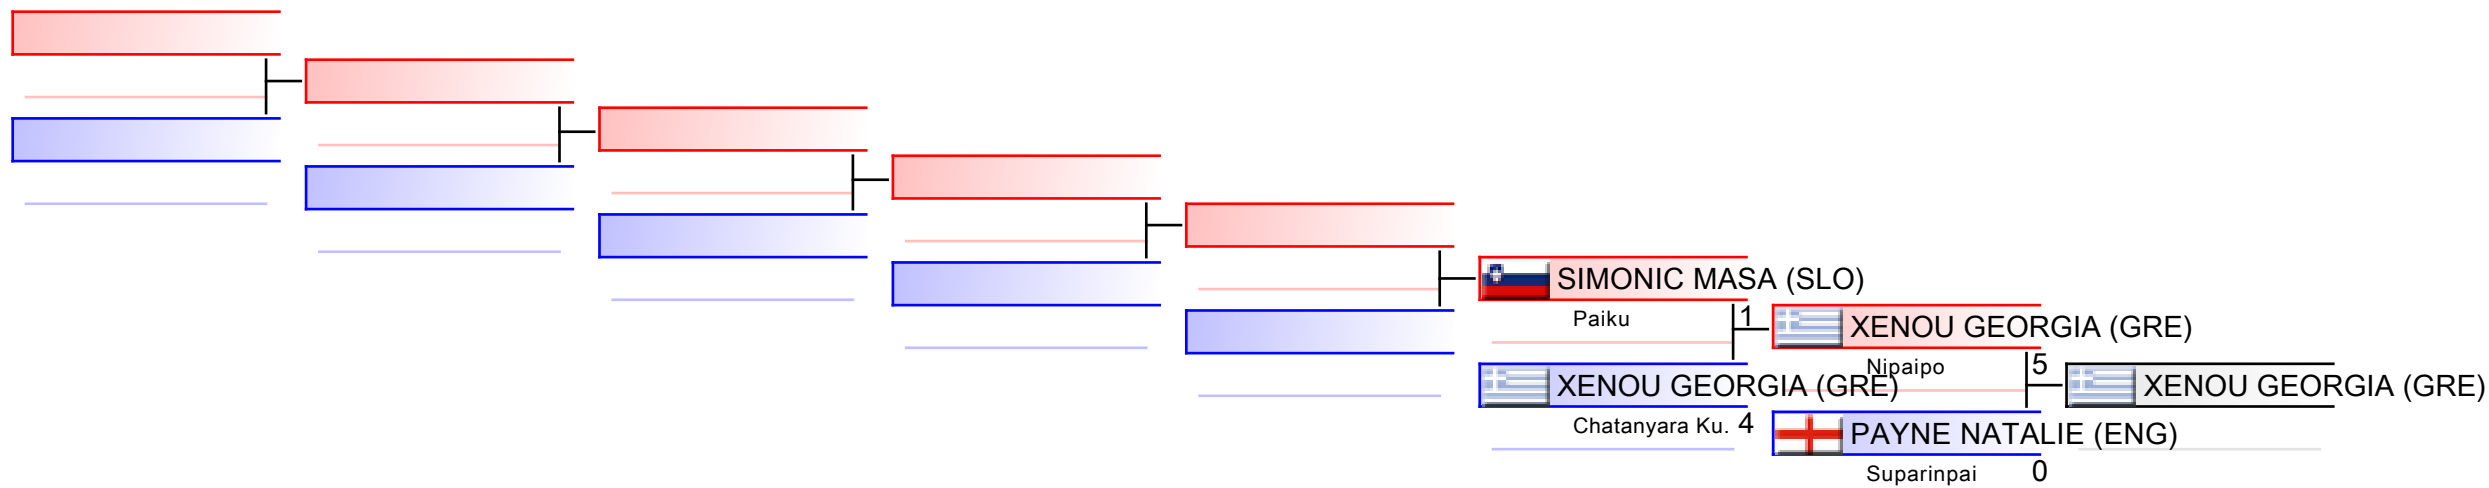 SIMONIC MASA (SLO)
Paiku 1
XENOU GEORGIA (GRE)
Chatanyara Ku. 4
XENOU GEORGIA (GRE)
Nipaipo 5
PAYNE NATALIE (ENG)
Suparinpai 0
XENOU GEORGIA (GRE)